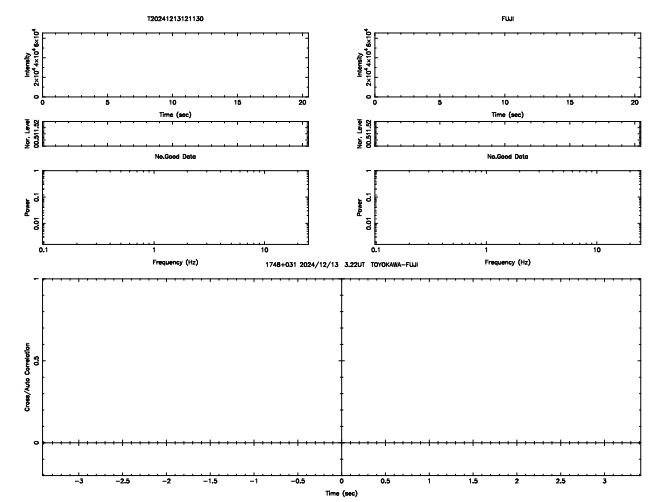 T20241213121130
FUJI
Intensity
0 2×10⁴ 4×10⁴ 6×10⁴
0 5 10 15 20
Time (sec)
Intensity
0 2×10⁴ 4×10⁴ 6×10⁴
0 5 10 15 20
Time (sec)
Nor. Level
00.511.52
Nor. Level
00.511.52
No.Good Data
No.Good Data
Power
0.01 0.1 1
0.1 1 10
Frequency (Hz)
Power
0.01 0.1 1
0.1 1 10
Frequency (Hz)
1748+031 2024/12/13 3.22UT TOYOKAWA-FUJI
Cross/Auto Correlation
0 0.5 1
-3 -2.5 -2 -1.5 -1 -0.5 0 0.5 1 1.5 2 2.5 3
Time (sec)